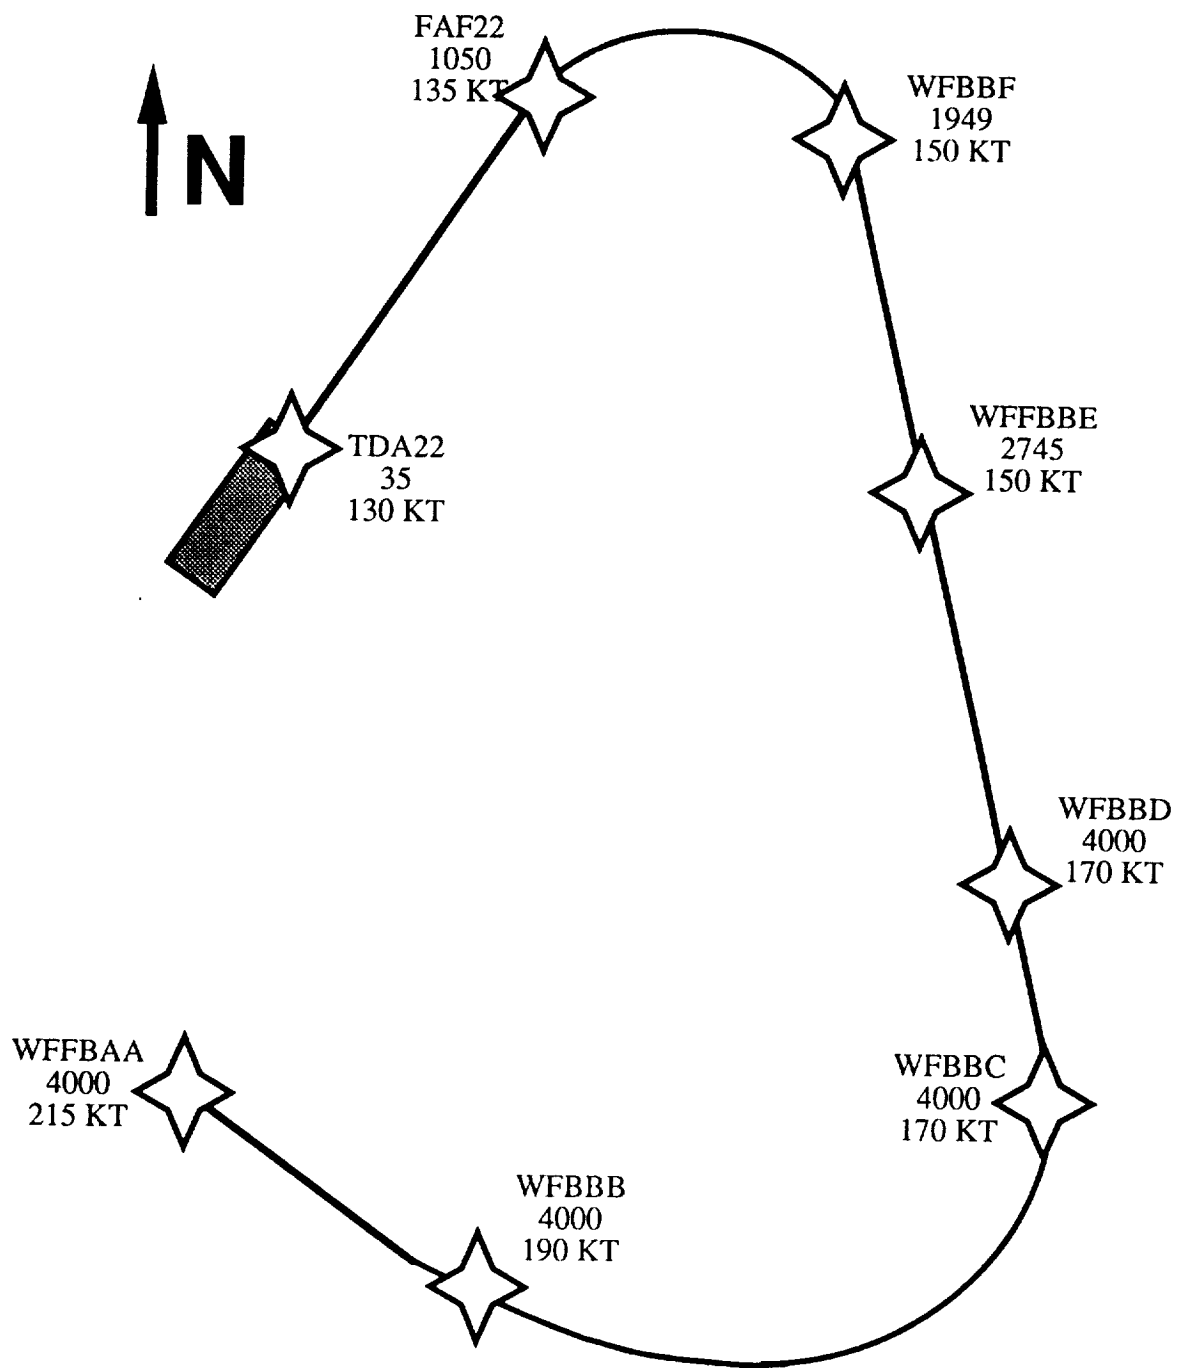 FAF22
1050
135 KT
N
WFBBF
1949
150 KT
TDA22
35
130 KT
WFFBBE
2745
150 KT
WFBBD
4000
170 KT
WFFBAA
4000
215 KT
WFBBC
4000
170 KT
WFBBB
4000
190 KT